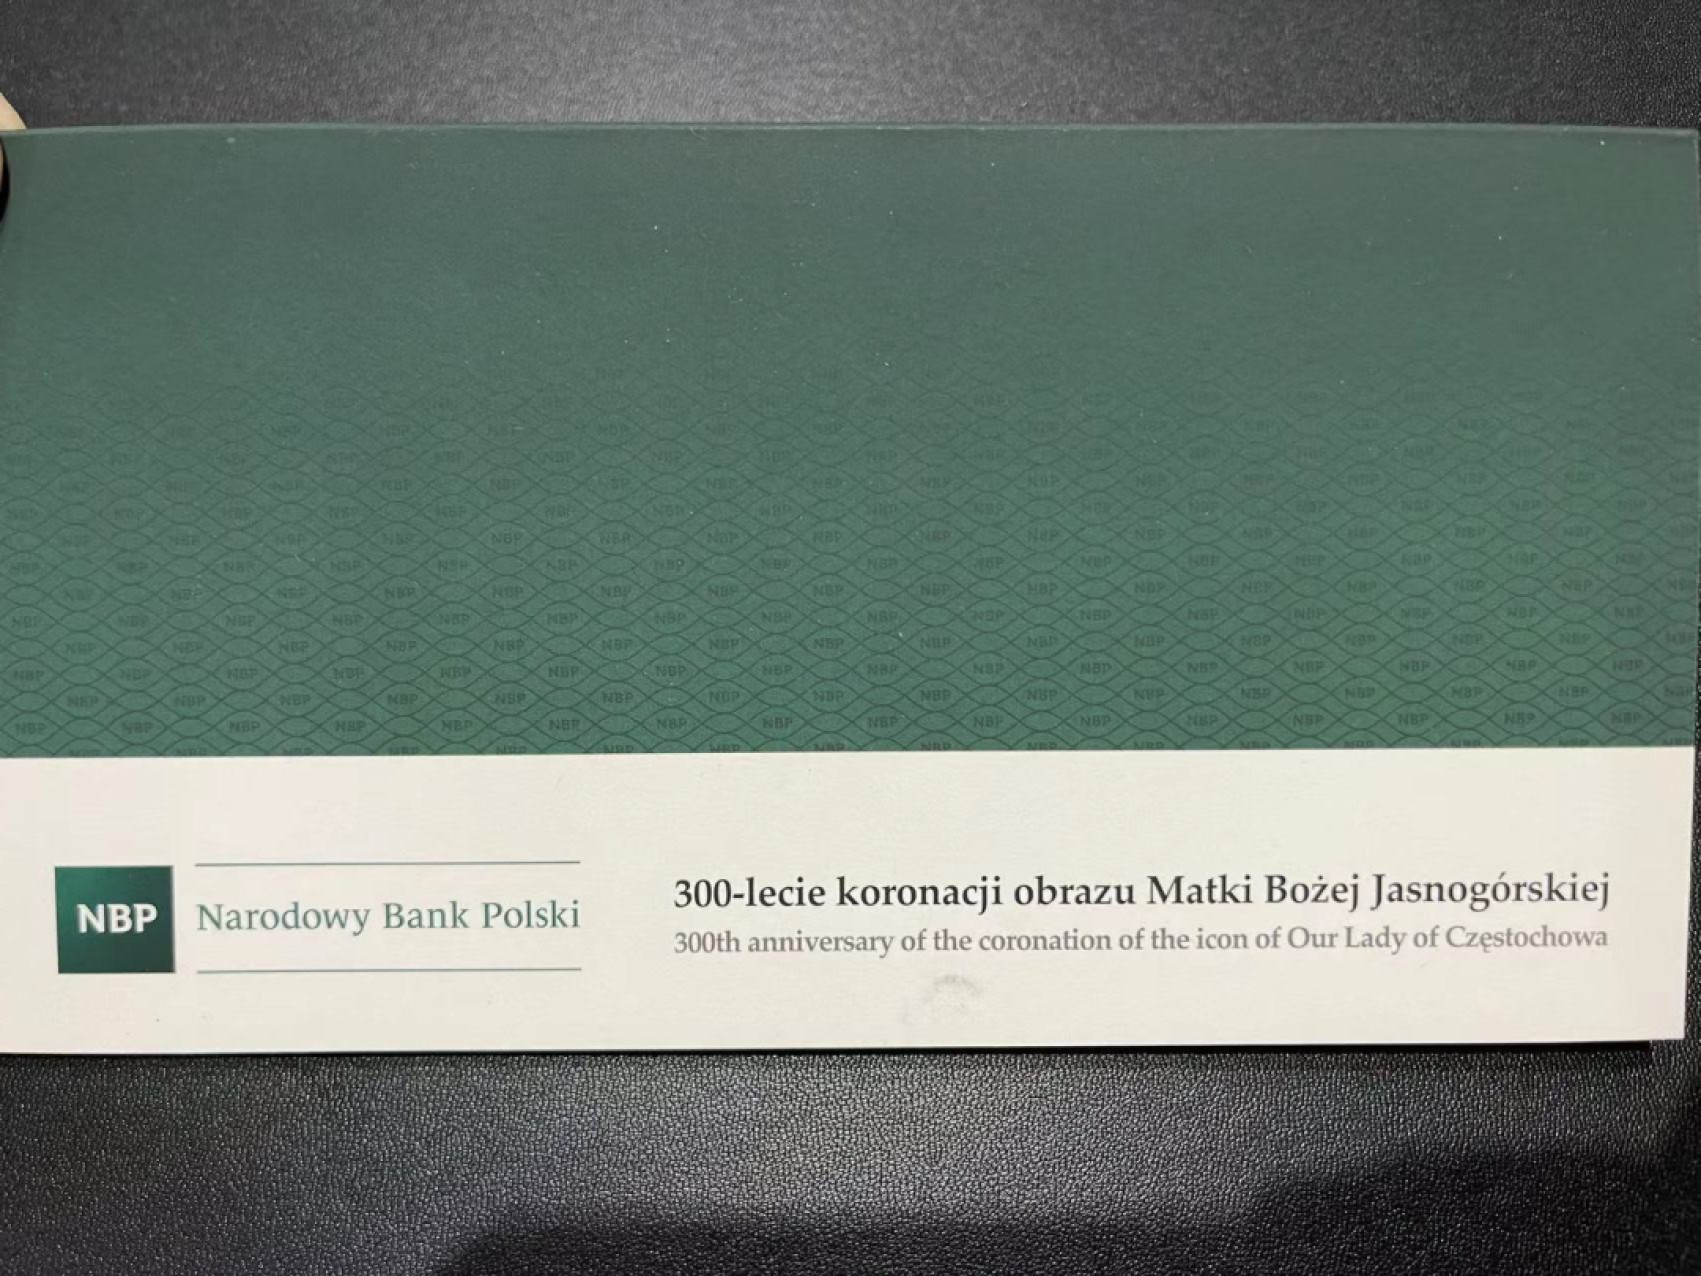 NBP
Narodowy Bank Polski
300-lecie koronacji obrazu Matki Bożej Jasnogórskiej
300th anniversary of the coronation of the icon of Our Lady of Częstochowa